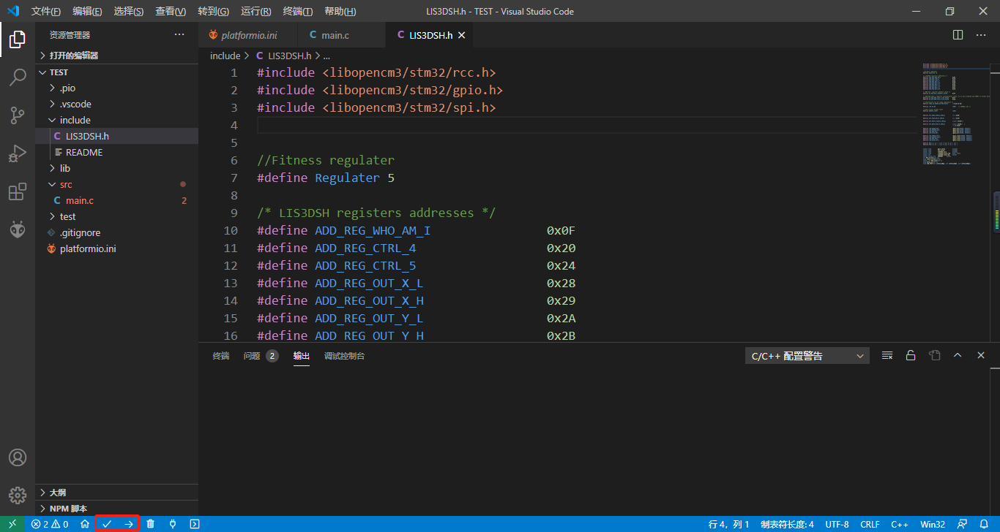 文件(F) 编辑(E) 选择(S) 查看(V) 转到(G) 运行(R) 终端(T) 帮助(H) LIS3DSH.h - TEST - Visual Studio Code
资源管理器
打开的编辑器
TEST
.pio
.vscode
include
C LIS3DSH.h
README
lib
src
C main.c 2
test
.gitignore
platformio.ini
大纲
NPM 脚本
platformio.ini C main.c C LIS3DSH.h
include > C LIS3DSH.h > ...
1 #include <libopencm3/stm32/rcc.h>
2 #include <libopencm3/stm32/gpio.h>
3 #include <libopencm3/stm32/spi.h>
4
5
6 //Fitness regulater
7 #define Regulater 5
8
9 /* LIS3DSH registers addresses */
10 #define ADD_REG_WHO_AM_I 0x0F
11 #define ADD_REG_CTRL_4 0x20
12 #define ADD_REG_CTRL_5 0x24
13 #define ADD_REG_OUT_X_L 0x28
14 #define ADD_REG_OUT_X_H 0x29
15 #define ADD_REG_OUT_Y_L 0x2A
16 #define ADD_REG_OUT_Y_H 0x2B
终端 问题 2 输出 调试控制台 C/C++ 配置警告
2 0 行 4，列 1 制表符长度: 4 UTF-8 CRLF C++ Win32